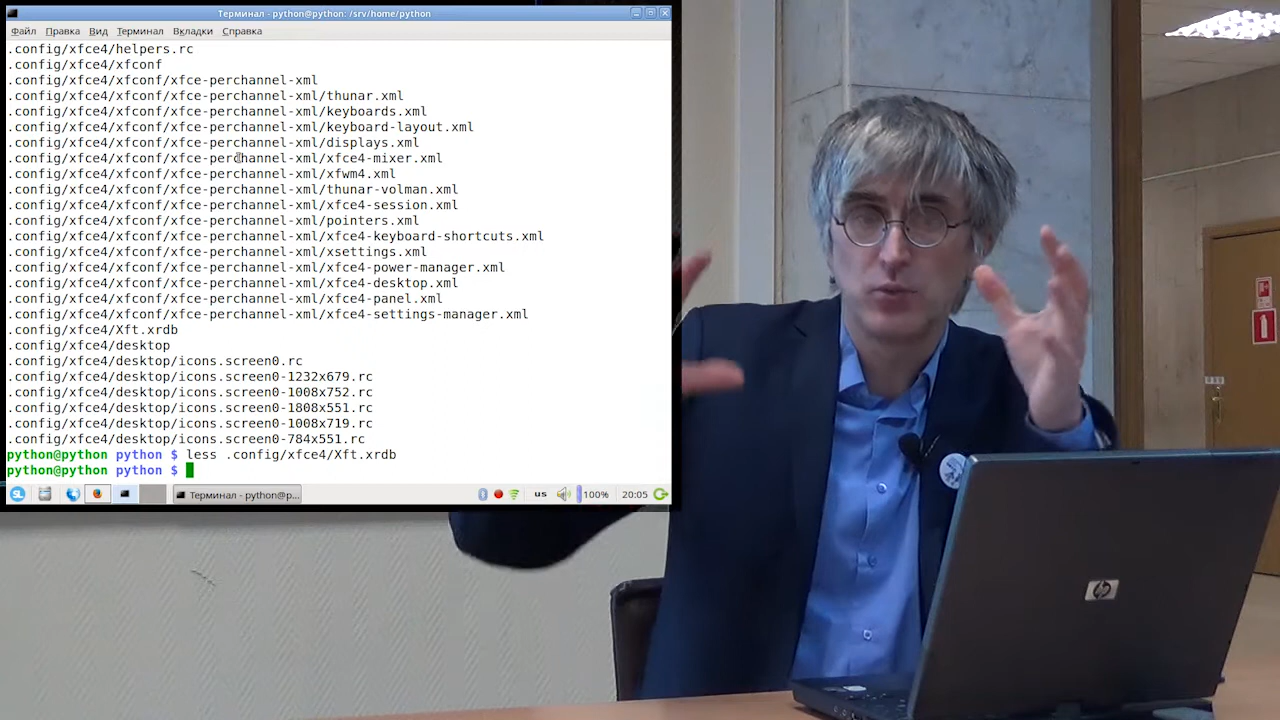 Терминал - python@python: /srv/home/python
Файл Правка Вид Терминал Вкладки Справка
.config/xfce4/helpers.rc
.config/xfce4/xfconf
.config/xfce4/xfconf/xfce-perchannel-xml
.config/xfce4/xfconf/xfce-perchannel-xml/thunar.xml
.config/xfce4/xfconf/xfce-perchannel-xml/keyboards.xml
.config/xfce4/xfconf/xfce-perchannel-xml/keyboard-layout.xml
.config/xfce4/xfconf/xfce-perchannel-xml/displays.xml
.config/xfce4/xfconf/xfce-perchannel-xml/xfce4-mixer.xml
.config/xfce4/xfconf/xfce-perchannel-xml/xfwm4.xml
.config/xfce4/xfconf/xfce-perchannel-xml/thunar-volman.xml
.config/xfce4/xfconf/xfce-perchannel-xml/xfce4-session.xml
.config/xfce4/xfconf/xfce-perchannel-xml/pointers.xml
.config/xfce4/xfconf/xfce-perchannel-xml/xfce4-keyboard-shortcuts.xml
.config/xfce4/xfconf/xfce-perchannel-xml/xsettings.xml
.config/xfce4/xfconf/xfce-perchannel-xml/xfce4-power-manager.xml
.config/xfce4/xfconf/xfce-perchannel-xml/xfce4-desktop.xml
.config/xfce4/xfconf/xfce-perchannel-xml/xfce4-panel.xml
.config/xfce4/xfconf/xfce-perchannel-xml/xfce4-settings-manager.xml
.config/xfce4/Xft.xrdb
.config/xfce4/desktop
.config/xfce4/desktop/icons.screen0.rc
.config/xfce4/desktop/icons.screen0-1232x679.rc
.config/xfce4/desktop/icons.screen0-1008x752.rc
.config/xfce4/desktop/icons.screen0-1808x551.rc
.config/xfce4/desktop/icons.screen0-1008x719.rc
.config/xfce4/desktop/icons.screen0-784x551.rc
python@python python $ less .config/xfce4/Xft.xrdb
python@python python $
SL Терминал - python@p... us 100% 20:05
hp